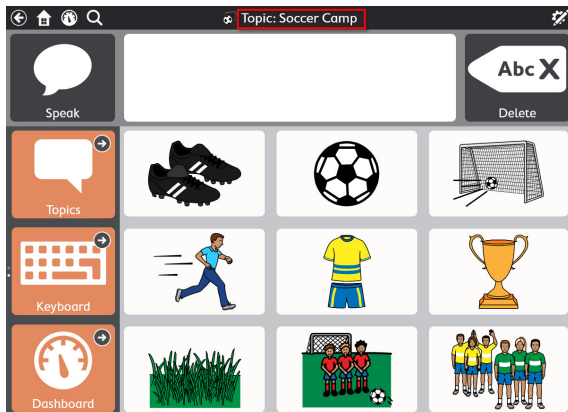 Topic: Soccer Camp
Speak
Abc X
Delete
Topics
Keyboard
Dashboard